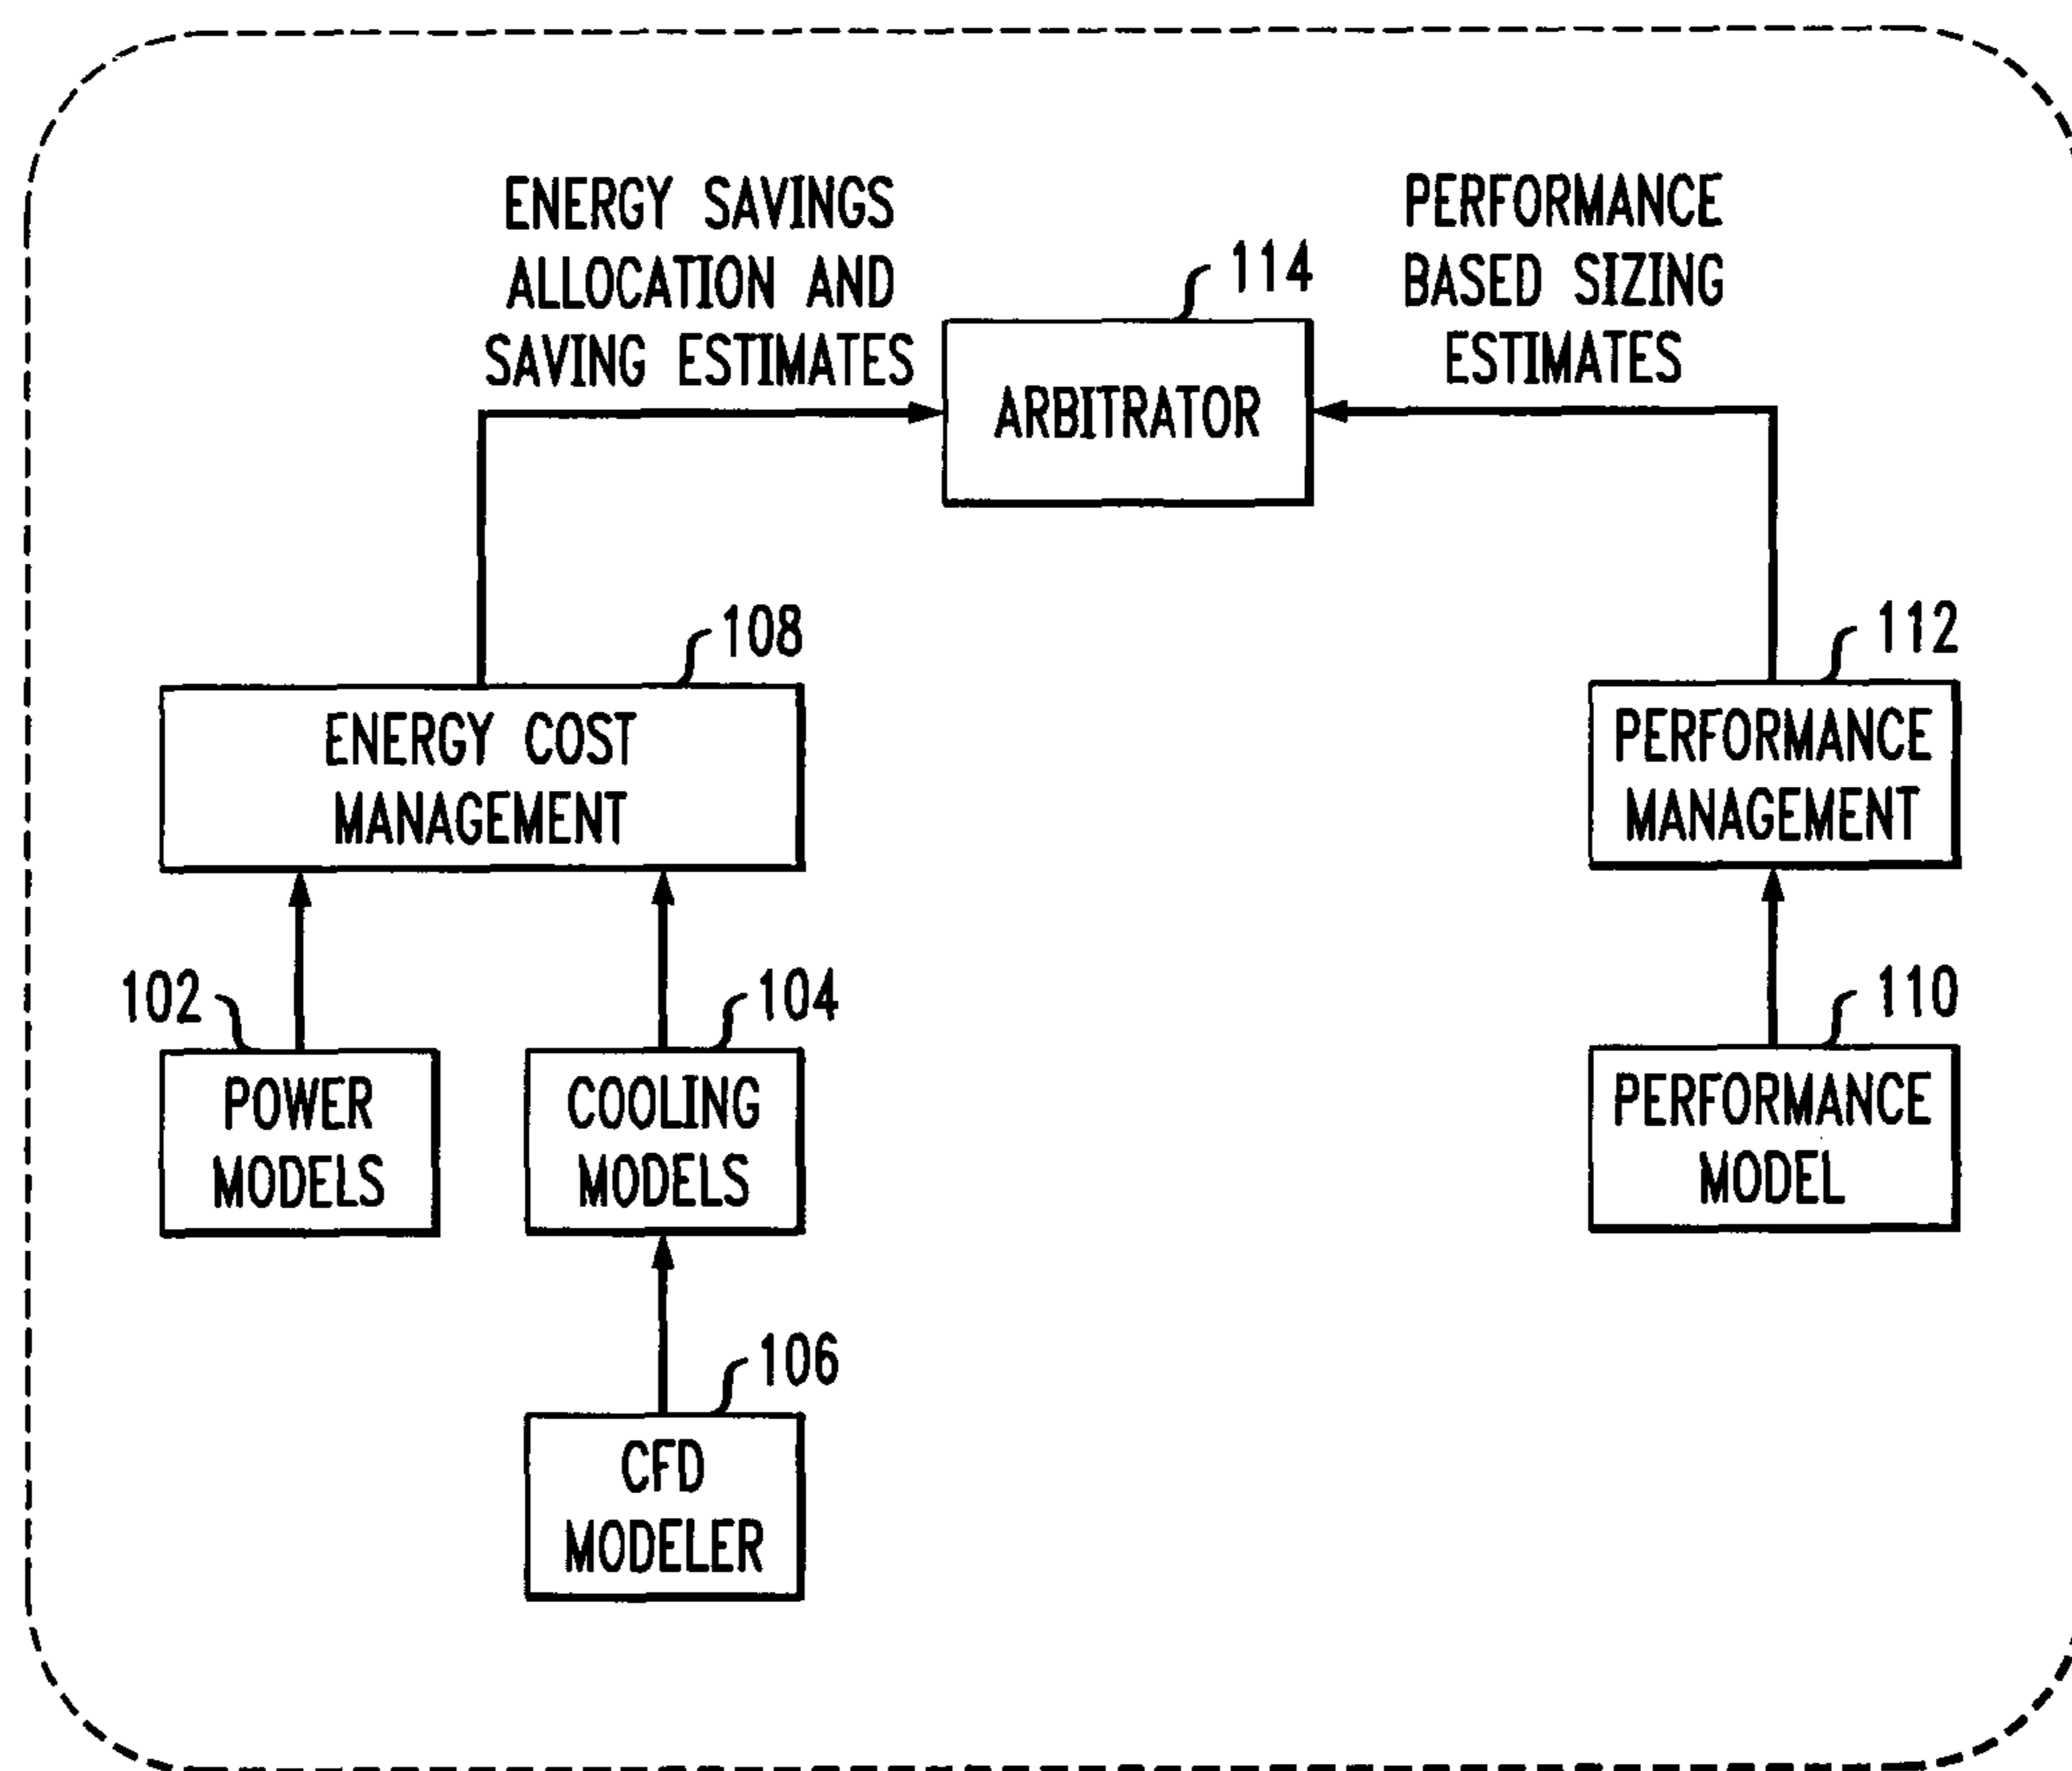 ENERGY SAVINGS
ALLOCATION AND
SAVING ESTIMATES
PERFORMANCE
BASED SIZING
ESTIMATES
114
ARBITRATOR
108
ENERGY COST
MANAGEMENT
112
PERFORMANCE
MANAGEMENT
102
POWER
MODELS
104
COOLING
MODELS
110
PERFORMANCE
MODEL
106
CFD
MODELER